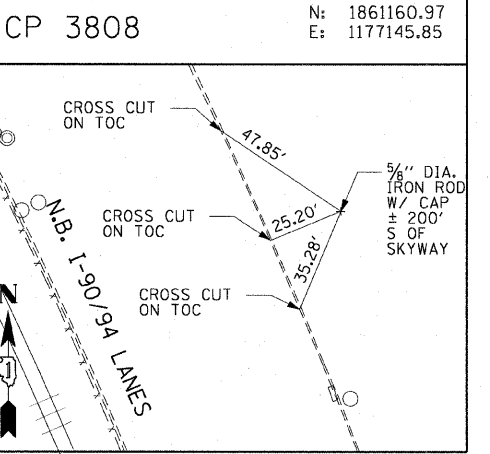 CP 3808
N: 1861160.97
E: 1177145.85
CROSS CUT
ON TOC
47.85'
5/8" DIA.
IRON ROD
W/ CAP
± 200'
S OF
SKYWAY
CROSS CUT
ON TOC
25.20'
35.28'
CROSS CUT
ON TOC
N.B. I-90/94 LANES
N
1